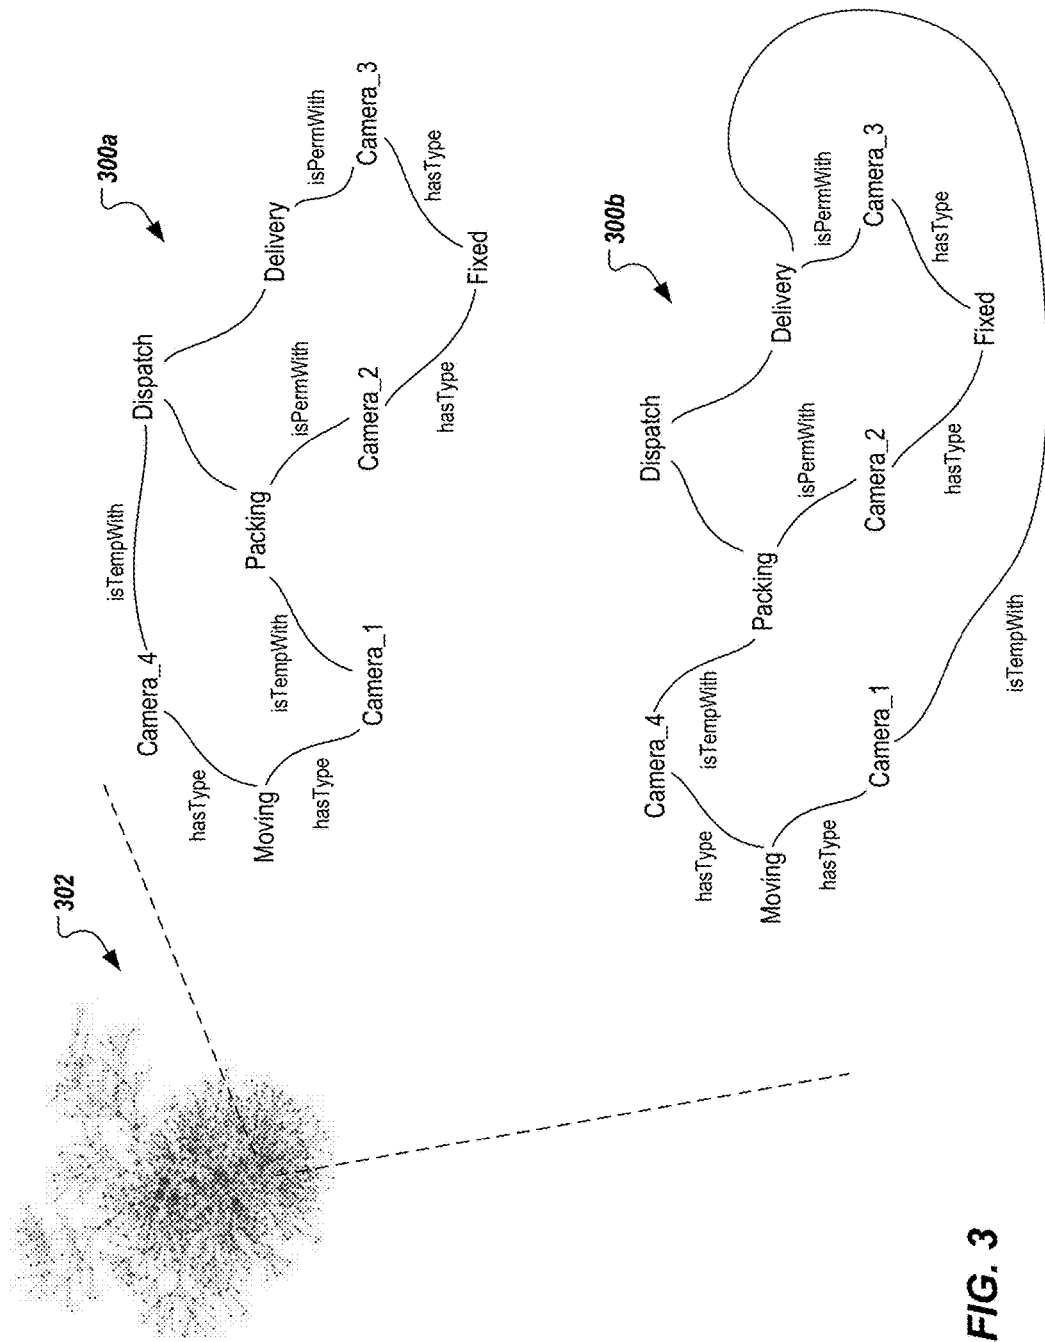 302
300a
Camera_4
isTempWith
Dispatch
hasType
Moving
hasType
Camera_1
isTempWith
Packing
isPermWith
Camera_2
Delivery
isPermWith
Camera_3
hasType
hasType
Fixed
300b
Camera_4
isTempWith
Dispatch
hasType
Moving
hasType
Camera_1
isTempWith
Packing
isPermWith
Camera_2
Delivery
isPermWith
Camera_3
hasType
hasType
Fixed
FIG. 3